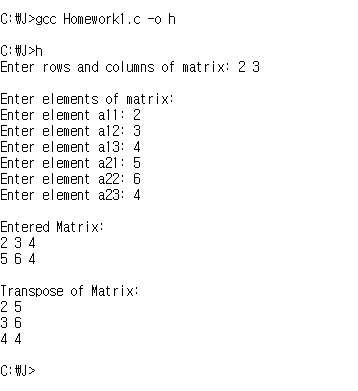 C:₩J>gcc Homework1.c -o h
C:₩J>h
Enter rows and columns of matrix: 2 3
Enter elements of matrix:
Enter element a11: 2
Enter element a12: 3
Enter element a13: 4
Enter element a21: 5
Enter element a22: 6
Enter element a23: 4
Entered Matrix:
2 3 4
5 6 4
Transpose of Matrix:
2 5
3 6
4 4
C:₩J>